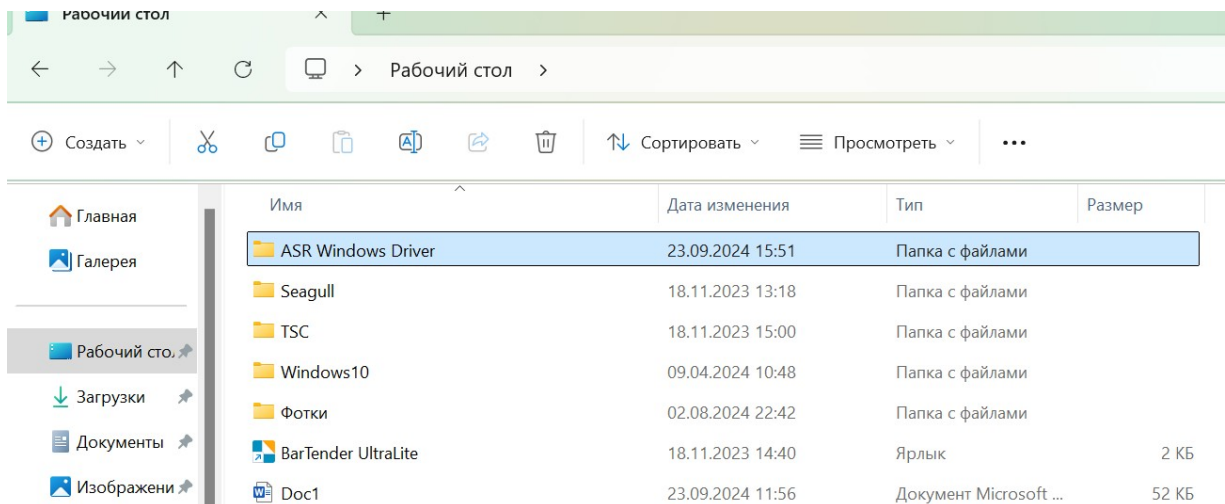 Рабочий стол
Рабочий стол
Создать Сортировать Просмотреть
Имя Дата изменения Тип Размер
Главная
Галерея
Рабочий сто.
Загрузки
Документы
Изображени
ASR Windows Driver 23.09.2024 15:51 Папка с файлами
Seagull 18.11.2023 13:18 Папка с файлами
TSC 18.11.2023 15:00 Папка с файлами
Windows10 09.04.2024 10:48 Папка с файлами
Фотки 02.08.2024 22:42 Папка с файлами
BarTender UltraLite 18.11.2023 14:40 Ярлык 2 КБ
Doc1 23.09.2024 11:56 Документ Microsoft ... 52 КБ